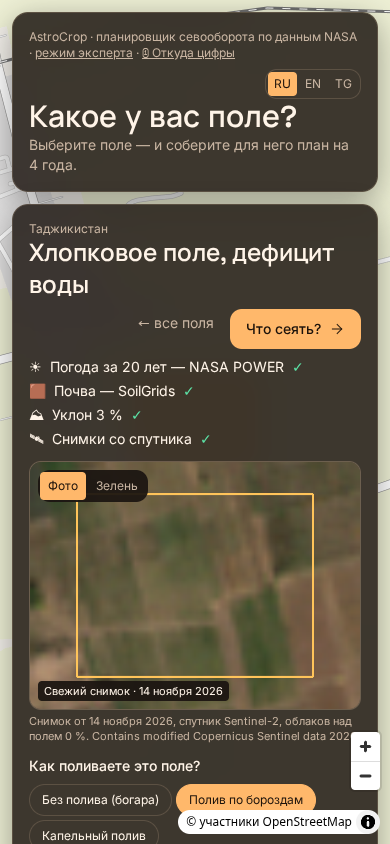 AstroCrop · планировщик севооборота по данным NASA
· режим эксперта · Откуда цифры
RU EN TG
Какое у вас поле?
Выберите поле — и соберите для него план на
4 года.
Таджикистан
Хлопковое поле, дефицит
воды
← все поля Что сеять? →
Погода за 20 лет — NASA POWER ✓
Почва — SoilGrids ✓
Уклон 3 % ✓
Снимки со спутника ✓
Фото Зелень
Свежий снимок · 14 ноября 2026
Снимок от 14 ноября 2026, спутник Sentinel-2, облаков над
полем 0 %. Contains modified Copernicus Sentinel data
Как поливаете это поле?
Без полива (богара) Полив по бороздам
© участники OpenStreetMap
Капельный полив